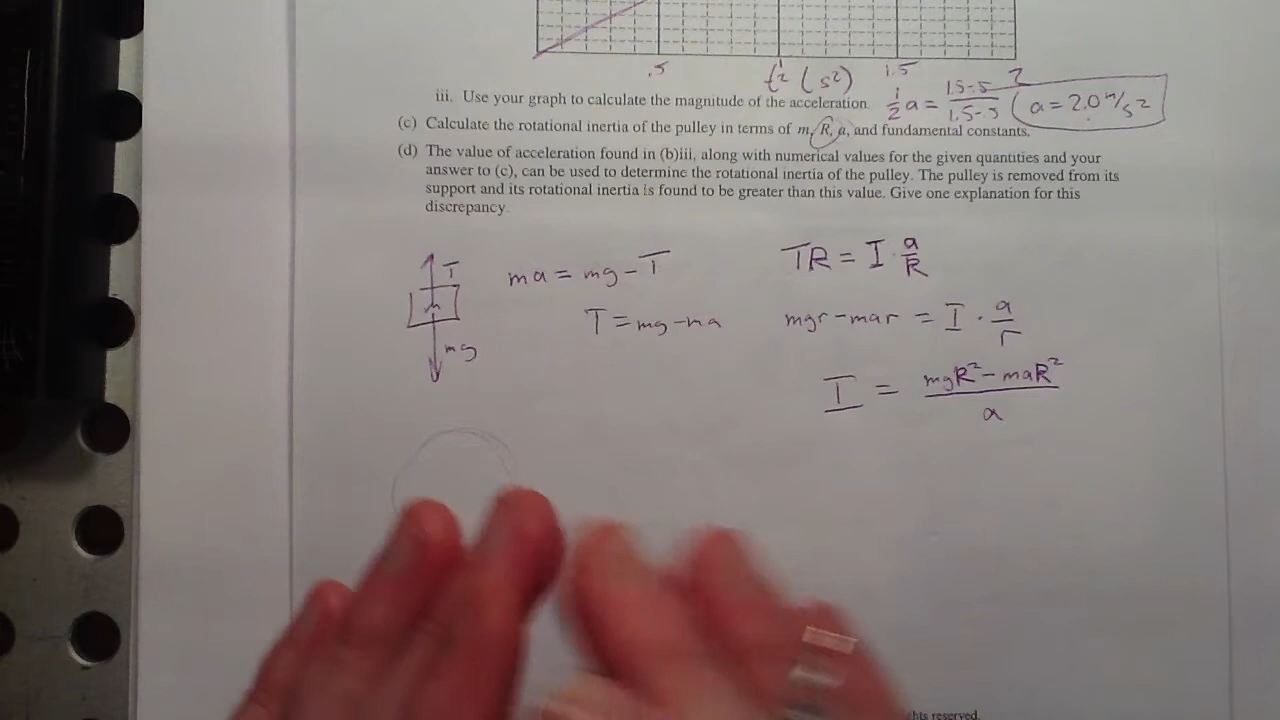 .5 t² (s²) 1.5 2
iii. Use your graph to calculate the magnitude of the acceleration. ½a = 1.5-.5 / 1.5-.5 a = 2.0 m/s²
(c) Calculate the rotational inertia of the pulley in terms of m, R, a, and fundamental constants.
(d) The value of acceleration found in (b)iii, along with numerical values for the given quantities and your
answer to (c), can be used to determine the rotational inertia of the pulley. The pulley is removed from its
support and its rotational inertia is found to be greater than this value. Give one explanation for this
discrepancy.
T
m
mg
ma = mg - T
T = mg - ma
TR = I · a/R
mgr - mar = I · a/r
I = mgR² - maR² / a
hts reserved.